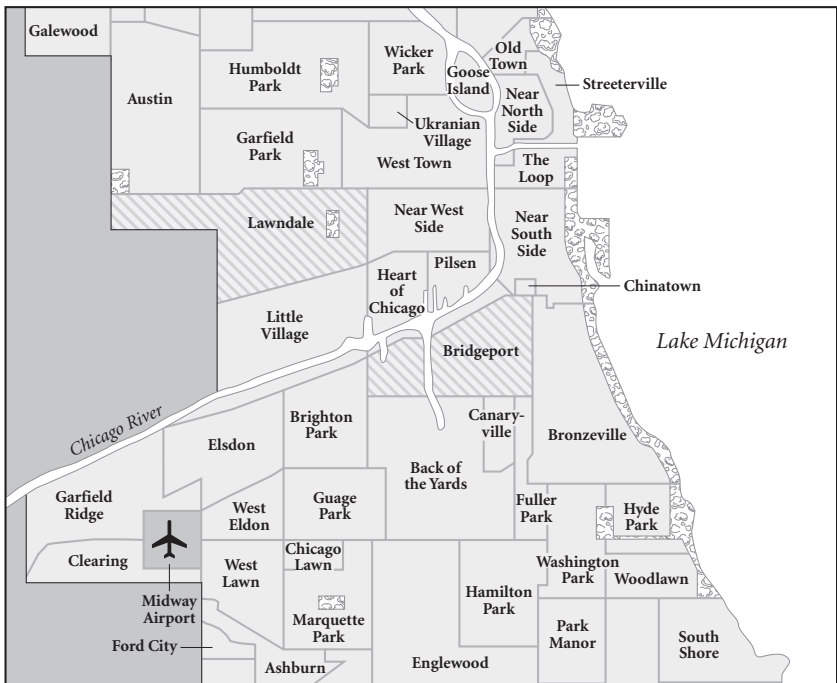 Galewood
Austin
Humboldt
Park
Wicker
Park
Goose
Island
Old
Town
Streeterville
Near
North
Side
Ukranian
Village
Garfield
Park
West Town
The
Loop
Lawndale
Near West
Side
Near
South
Side
Pilsen
Heart
of
Chicago
Chinatown
Little
Village
Bridgeport
Lake Michigan
Chicago River
Brighton
Park
Canary-
ville
Bronzeville
Elsdon
Back of
the Yards
Garfield
Ridge
West
Eldon
Guage
Park
Fuller
Park
Hyde
Park
Clearing
West
Lawn
Chicago
Lawn
Washington
Park
Woodlawn
Midway
Airport
Hamilton
Park
Marquette
Park
Park
Manor
South
Shore
Ford City
Ashburn
Englewood